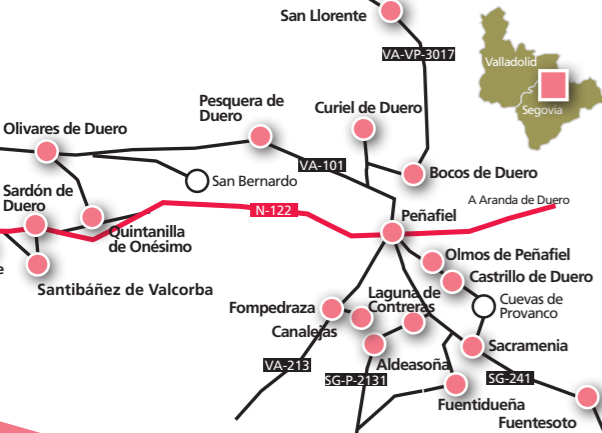 San Llorente
VA-VP-3017
Valladolid
Segovia
Pesquera de
Duero
Curiel de Duero
Olivares de Duero
VA-101
Bocos de Duero
San Bernardo
Sardón de
Duero
A Aranda de Duero
N-122
Peñafiel
Quintanilla
de Onésimo
Olmos de Peñafiel
e
Castrillo de Duero
Santibáñez de Valcorba
Laguna de
Contreras
Cuevas de
Provanco
Fompedraza
Canalejas
Sacramenia
VA-213
Aldeasoña
SG-P-2131
SG-241
Fuentidueña
Fuentesoto